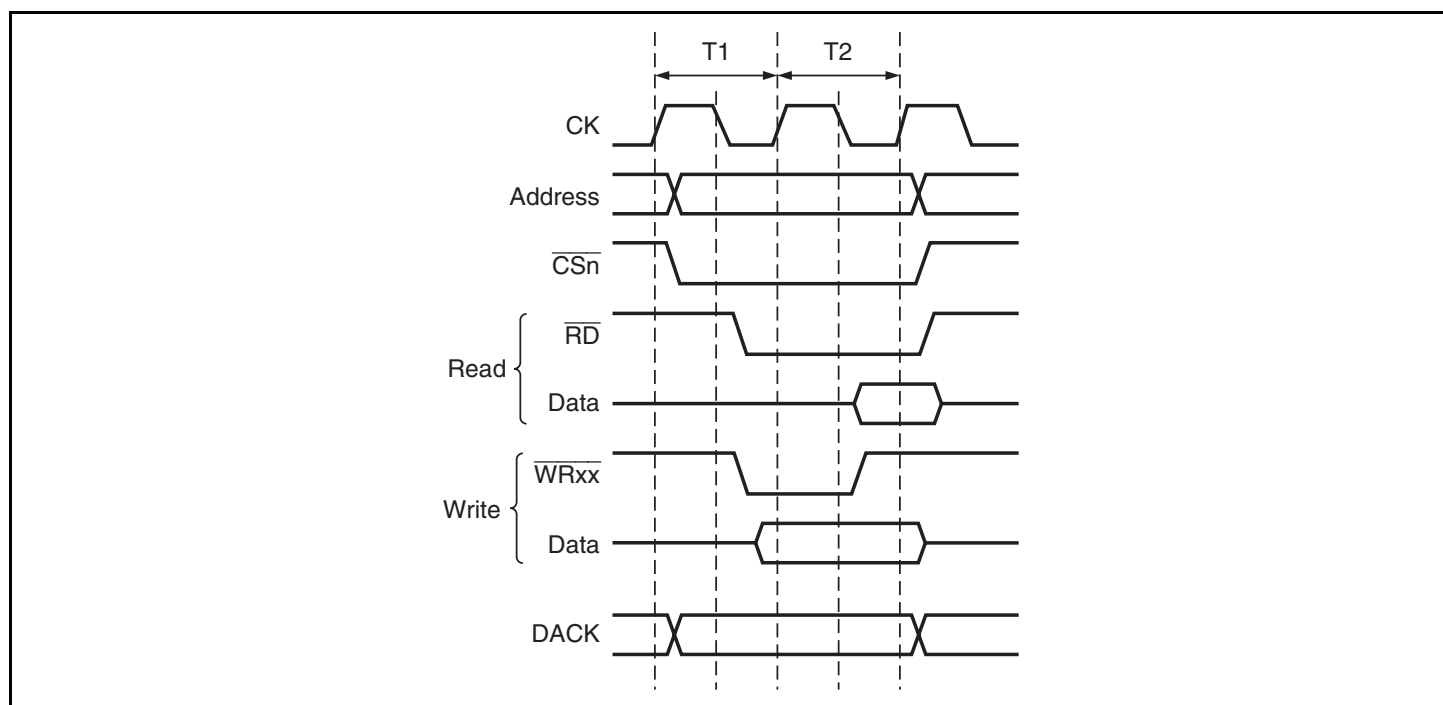 T1 T2
CK
Address
CSn
RD
Read
Data
WRxx
Write
Data
DACK